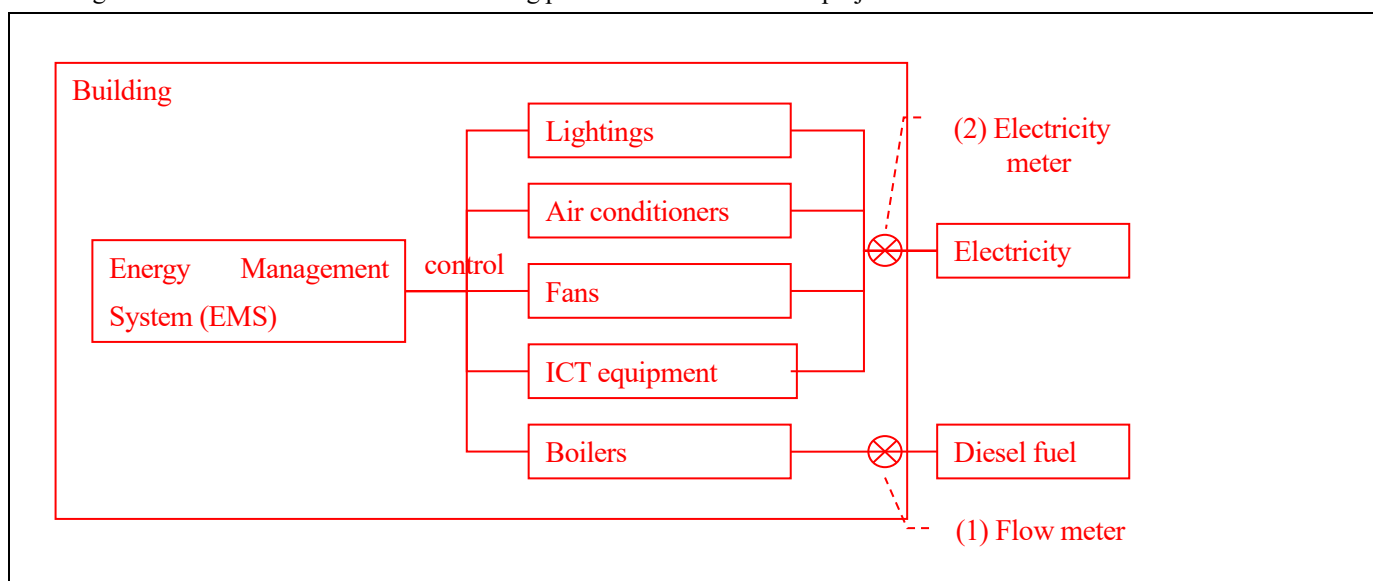 Building
Lightings
(2) Electricity
meter
Air conditioners
Energy Management
System (EMS)
control
Electricity
Fans
ICT equipment
Boilers
Diesel fuel
(1) Flow meter